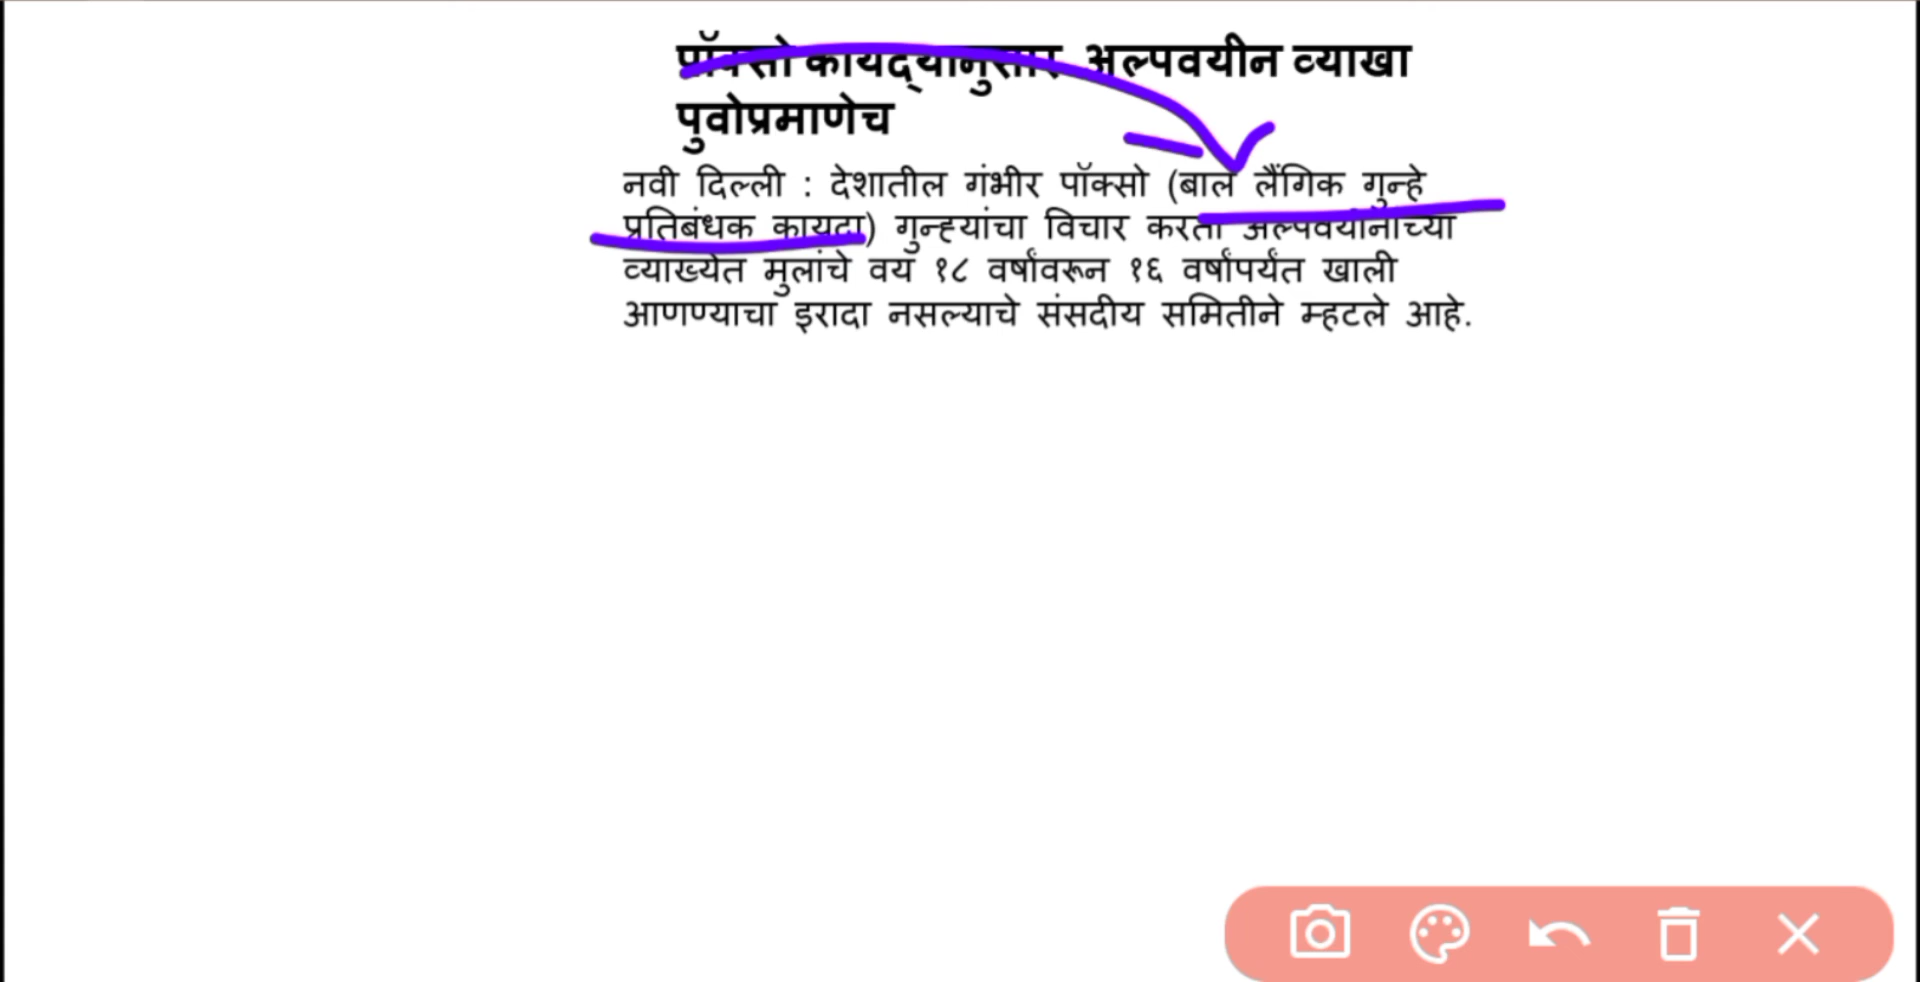 पॉक्सो कायद्यानुसार अल्पवयीन व्याखा
पुवोप्रमाणेच
नवी दिल्ली : देशातील गंभीर पॉक्सो (बाल लैंगिक गुन्हे
प्रतिबंधक कायदा) गुन्ह्यांचा विचार करता अल्पवयीनांच्या
व्याख्येत मुलांचे वय १८ वर्षांवरून १६ वर्षांपर्यंत खाली
आणण्याचा इरादा नसल्याचे संसदीय समितीने म्हटले आहे.